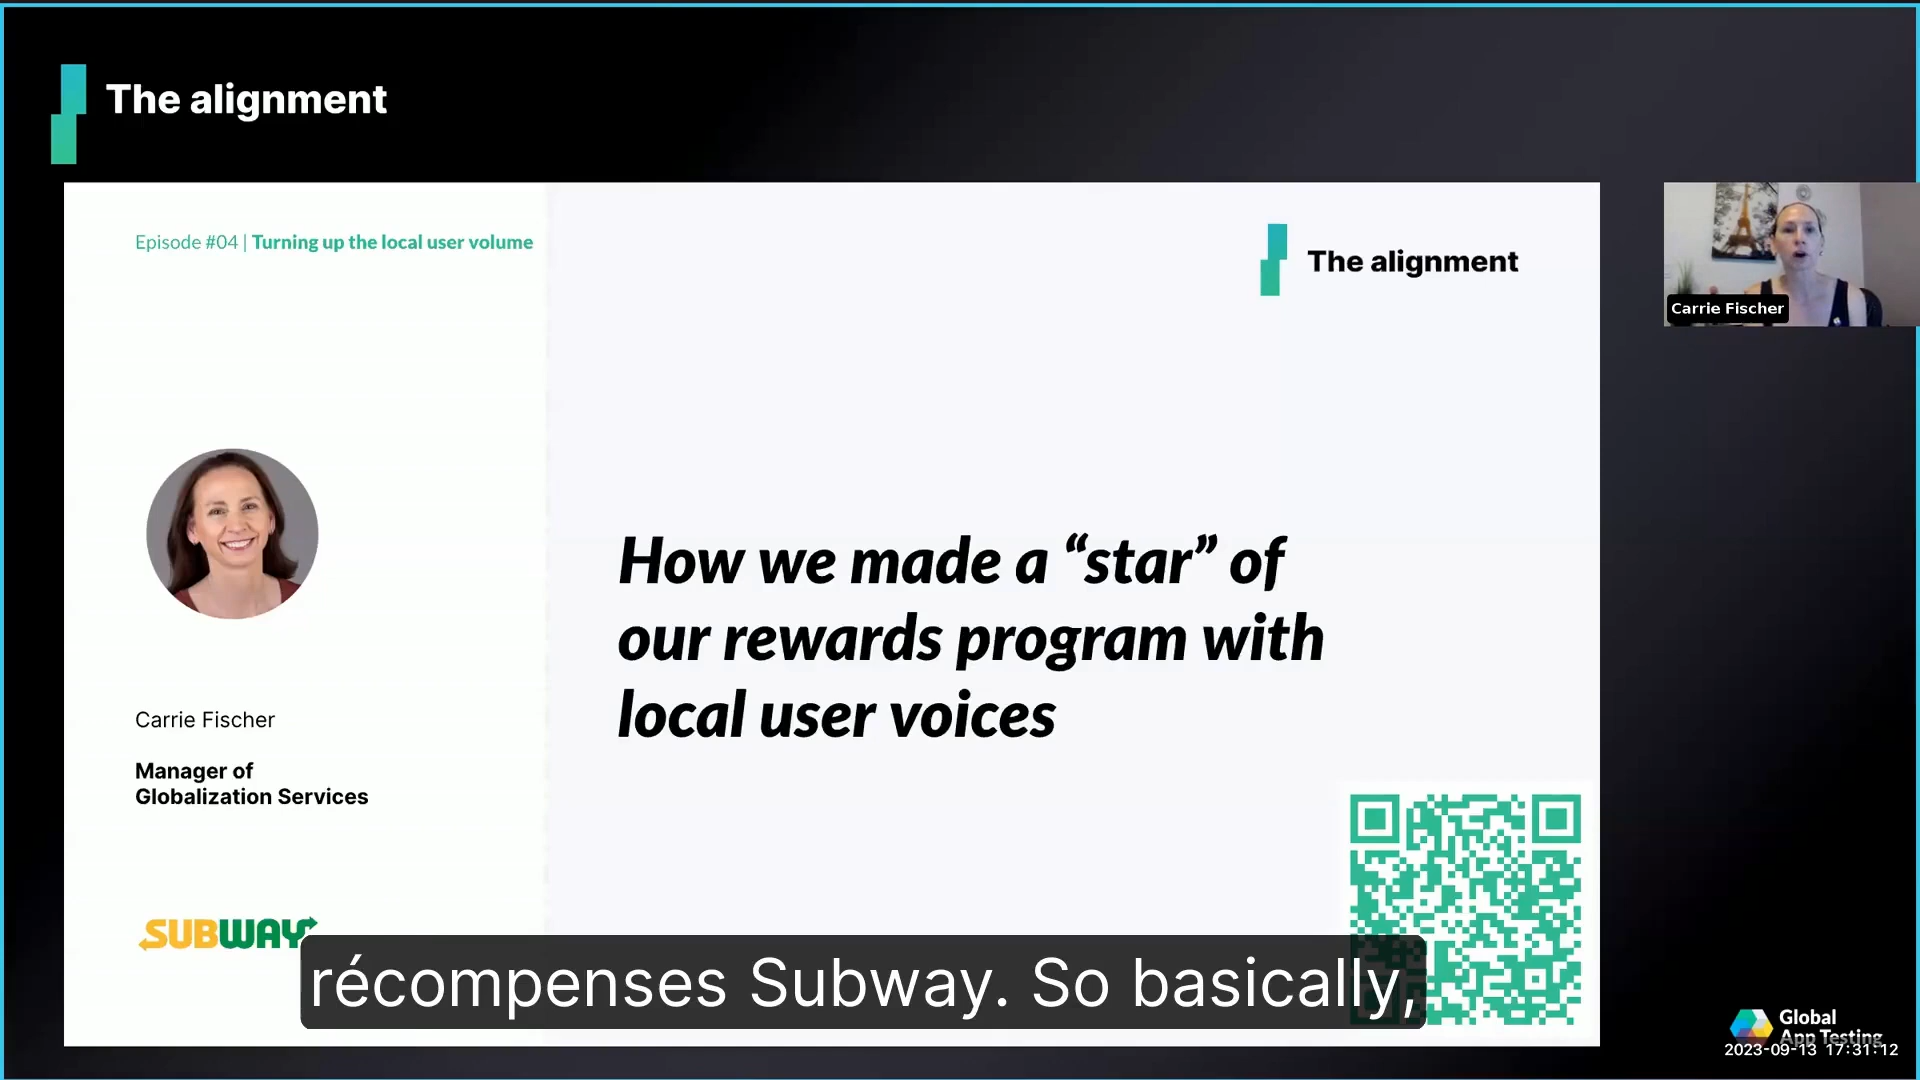 The alignment
Episode #04 | Turning up the local user volume
The alignment
Carrie Fischer
How we made a “star” of
our rewards program with
local user voices
Carrie Fischer
Manager of
Globalization Services
SUBWAY
récompenses Subway. So basically,
Global
App Testing
2023-09-13 17:31:12